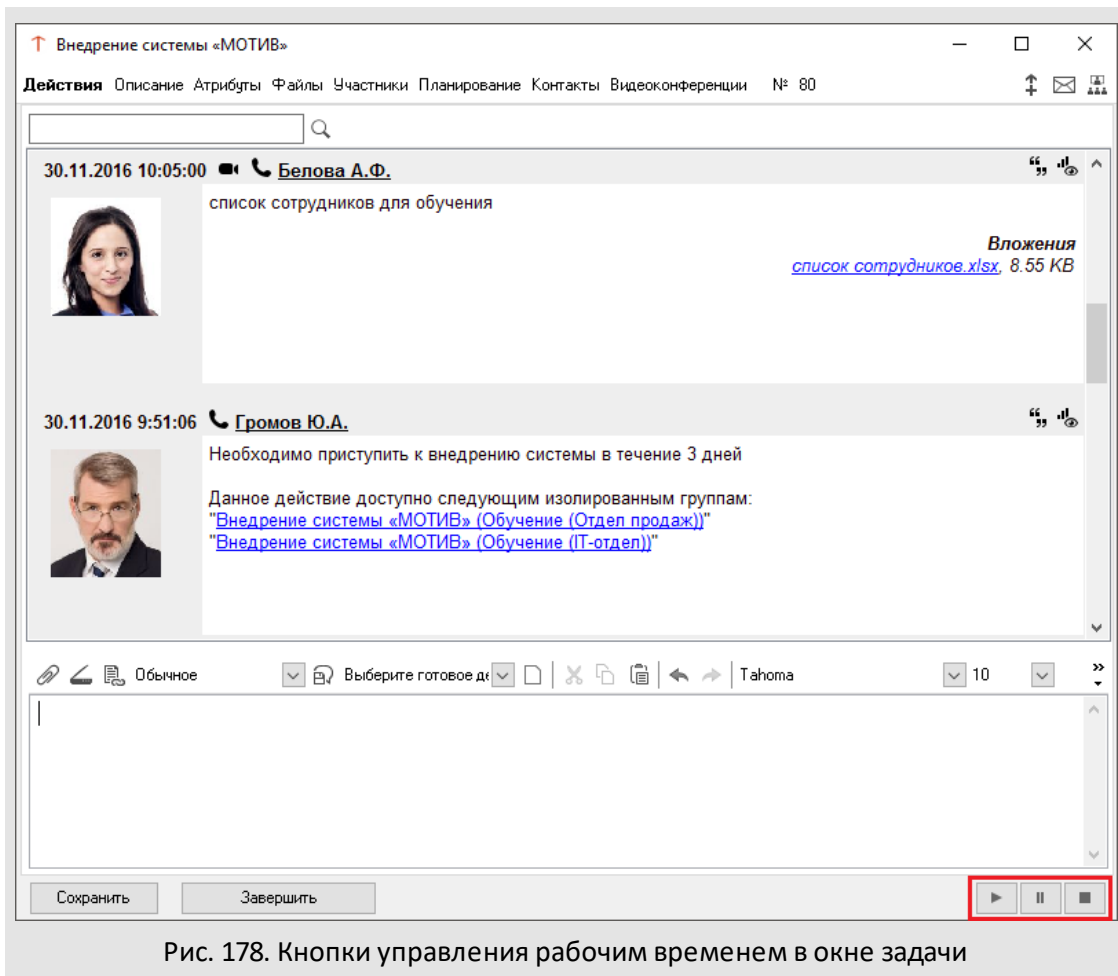 Внедрение системы «МОТИВ»
Действия Описание Атрибуты Файлы Участники Планирование Контакты Видеоконференции № 80
30.11.2016 10:05:00 Белова А.Ф.
список сотрудников для обучения
Вложения
список сотрудников.xlsx, 8.55 KB
30.11.2016 9:51:06 Громов Ю.А.
Необходимо приступить к внедрению системы в течение 3 дней
Данное действие доступно следующим изолированным группам:
"Внедрение системы «МОТИВ» (Обучение (Отдел продаж))"
"Внедрение системы «МОТИВ» (Обучение (IT-отдел))"
Обычное Выберите готовое де Tahoma 10
Сохранить Завершить
Рис. 178. Кнопки управления рабочим временем в окне задачи